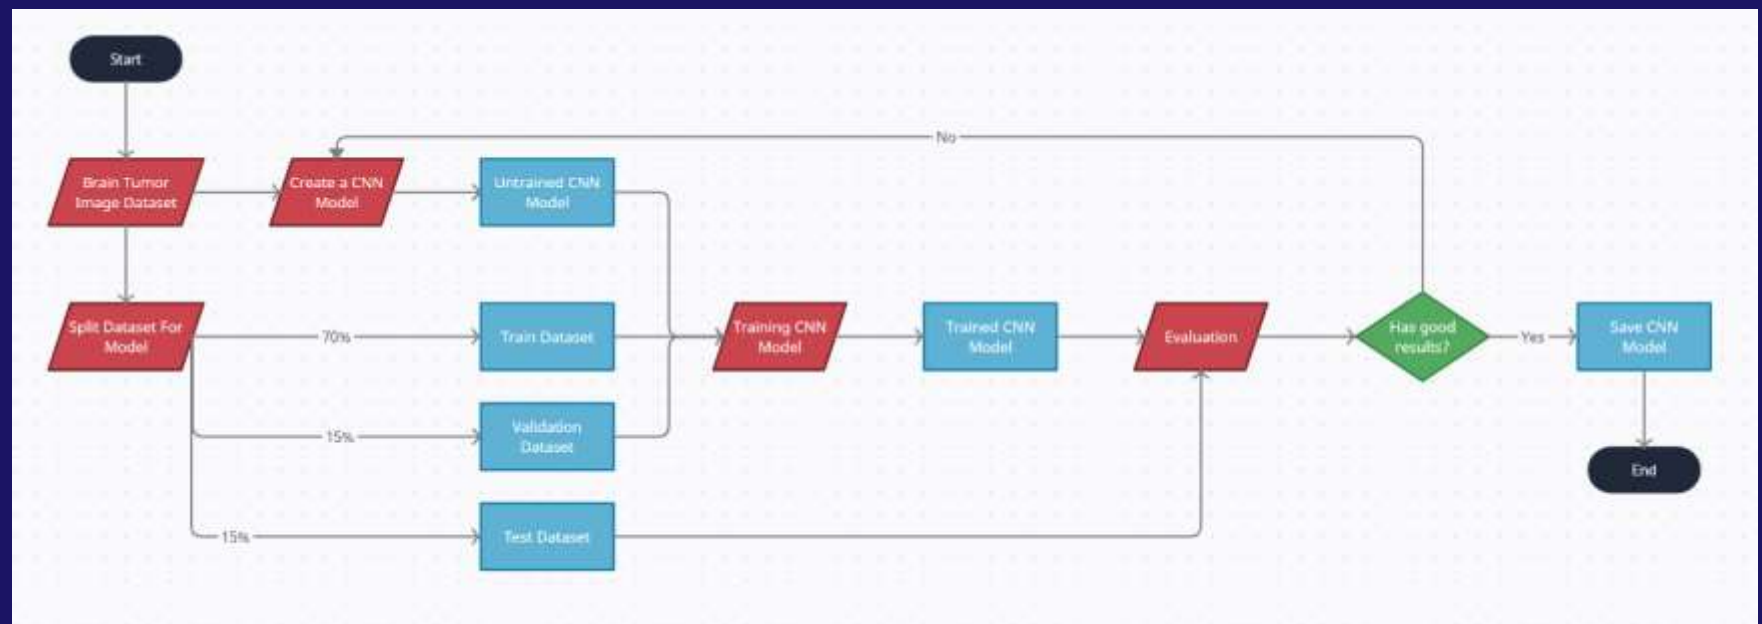 Start
No
Brain Tumor
Image Dataset
Create a CNN
Model
Untrained CNN
Model
Split Dataset For
Model
70%
Train Dataset
Training CNN
Model
Trained CNN
Model
Evaluation
Has good
results?
Yes
Save CNN
Model
15%
Validation
Dataset
End
15%
Test Dataset